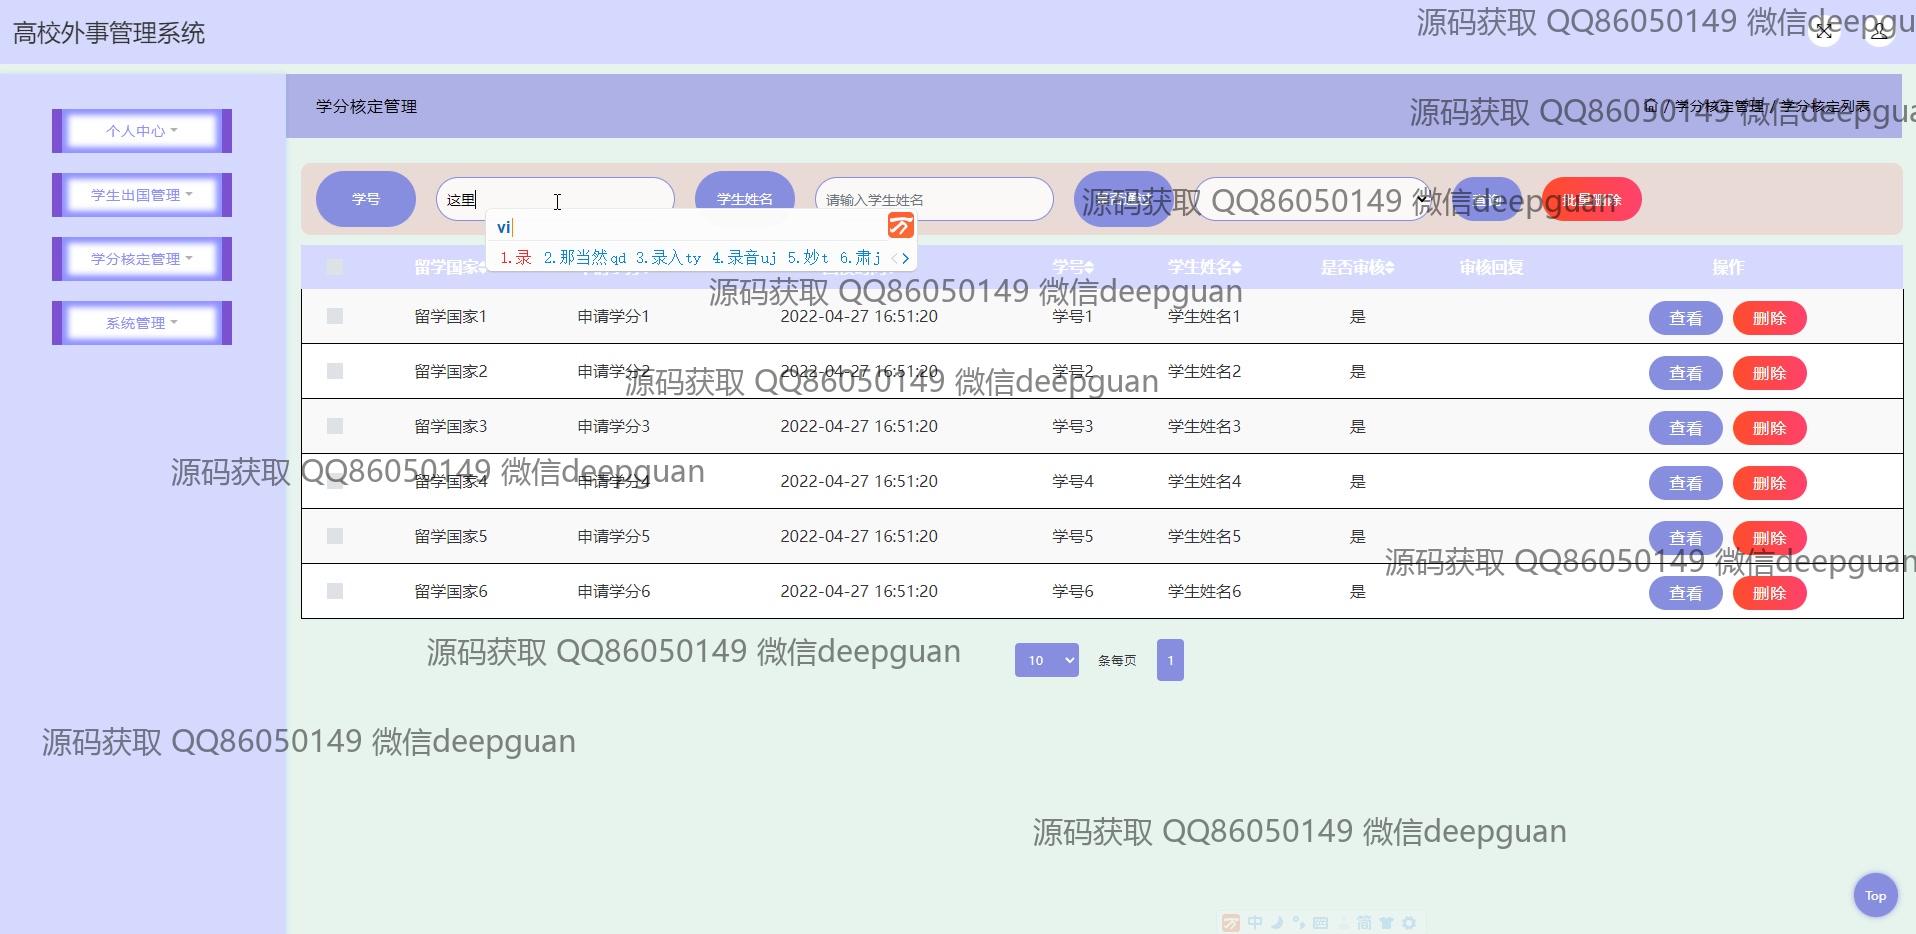 高校外事管理系统
源码获取 QQ86050149 微信deepgu
个人中心
学生出国管理
学分核定管理
系统管理
学分核定管理
/ 学分核定管理 / 学分核定列表
源码获取 QQ86050149 微信deepgua
学号 这里 学生姓名 请输入学生姓名 是否通过 查询 批量删除
源码获取 QQ86050149 微信deepguan
vi
1.录 2.那当然qd 3.录入ty 4.录音uj 5.妙t 6.肃j
留学国家 学号 学生姓名 是否审核 审核回复 操作
源码获取 QQ86050149 微信deepguan
留学国家1 申请学分1 2022-04-27 16:51:20 学号1 学生姓名1 是 查看 删除
留学国家2 申请学分2 2022-04-27 16:51:20 学号2 学生姓名2 是 查看 删除
源码获取 QQ86050149 微信deepguan
留学国家3 申请学分3 2022-04-27 16:51:20 学号3 学生姓名3 是 查看 删除
源码获取 QQ86050149 微信deepguan
留学国家4 申请学分4 2022-04-27 16:51:20 学号4 学生姓名4 是 查看 删除
留学国家5 申请学分5 2022-04-27 16:51:20 学号5 学生姓名5 是 查看 删除
源码获取 QQ86050149 微信deepguan
留学国家6 申请学分6 2022-04-27 16:51:20 学号6 学生姓名6 是 查看 删除
源码获取 QQ86050149 微信deepguan
10 条每页 1
源码获取 QQ86050149 微信deepguan
源码获取 QQ86050149 微信deepguan
Top
中 简